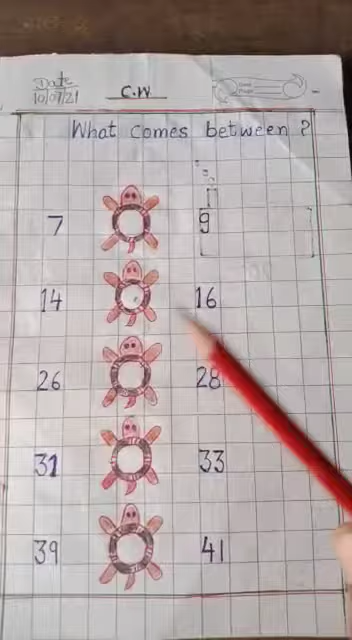 Date
10/07/21
C.W
What comes between ?
7 9
14 16
26 28
31 33
39 41